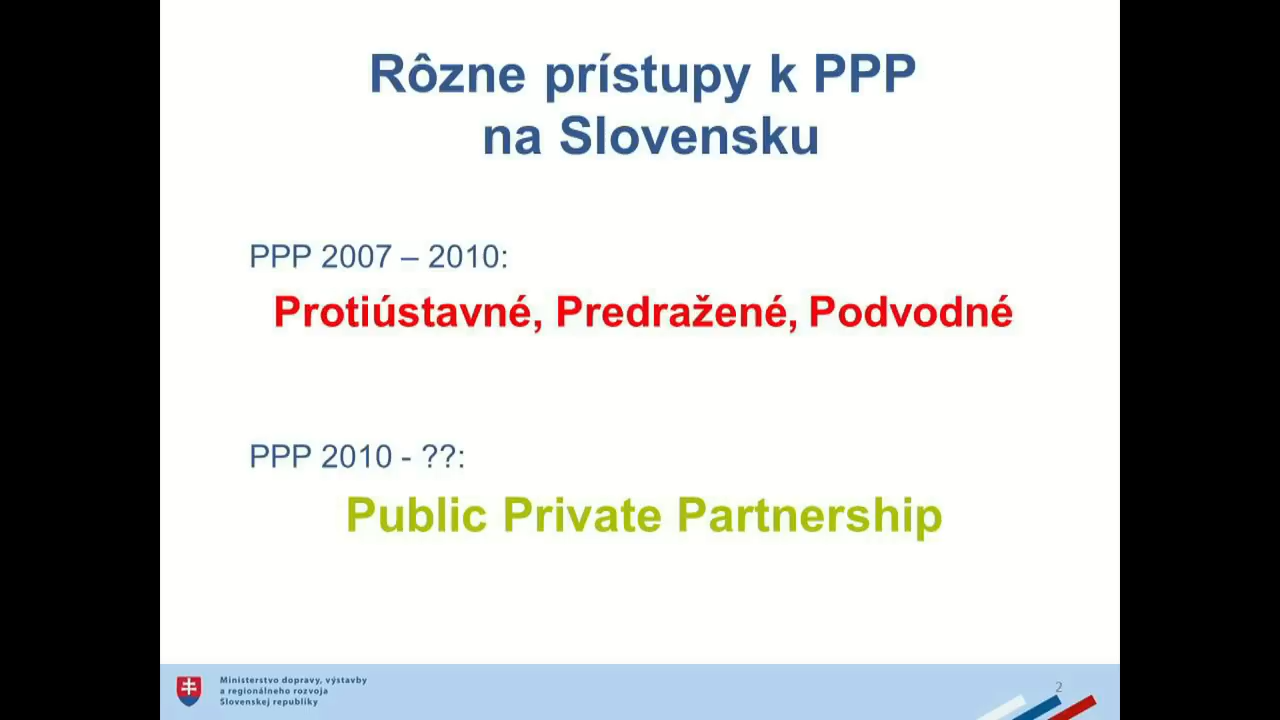 Rôzne prístupy k PPP
na Slovensku
PPP 2007 – 2010:
Protiústavné, Predražené, Podvodné
PPP 2010 - ??:
Public Private Partnership
Ministerstvo dopravy, výstavby
a regionálneho rozvoja
Slovenskej republiky
2